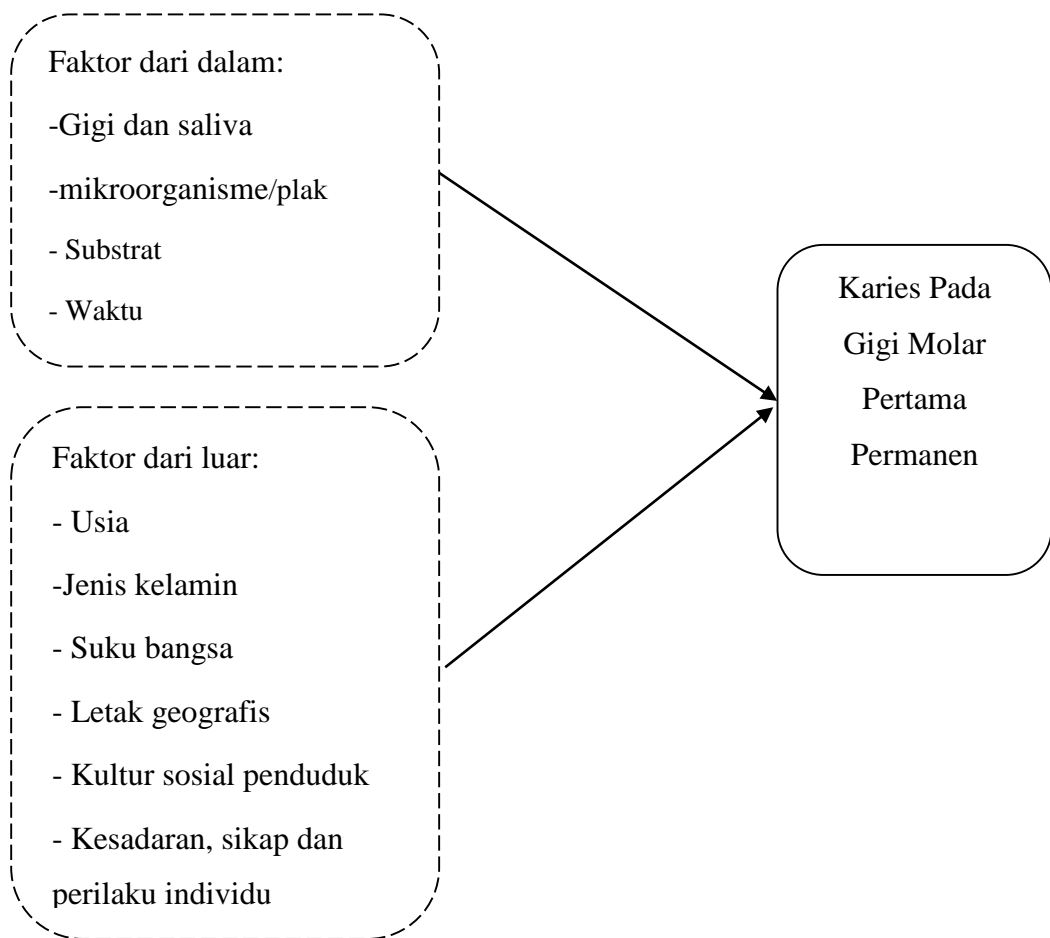 Faktor dari dalam:
-Gigi dan saliva
-mikroorganisme/plak
- Substrat
- Waktu
Karies Pada
Gigi Molar
Pertama
Permanen
Faktor dari luar:
- Usia
-Jenis kelamin
- Suku bangsa
- Letak geografis
- Kultur sosial penduduk
- Kesadaran, sikap dan
perilaku individu